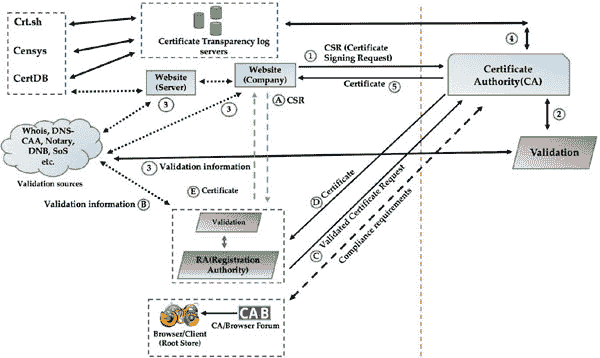 Crt.sh
Censys
CertDB
Certificate Transparency log
servers
4
1
CSR (Certificate
Signing Request)
Website
(Company)
Website
(Server)
Certificate
5
Certificate
Authority(CA)
3
3
A CSR
2
Whois, DNS-
CAA, Notary,
DNB, SoS
etc.
Validation sources
3 Validation information
Validation
E Certificate
D Certificate
Validation information B
C Validated Certificate Request
Compliance requirements
Validation
RA(Registration
Authority)
CAB
CA/Browser Forum
Browser/Client
(Root Store)